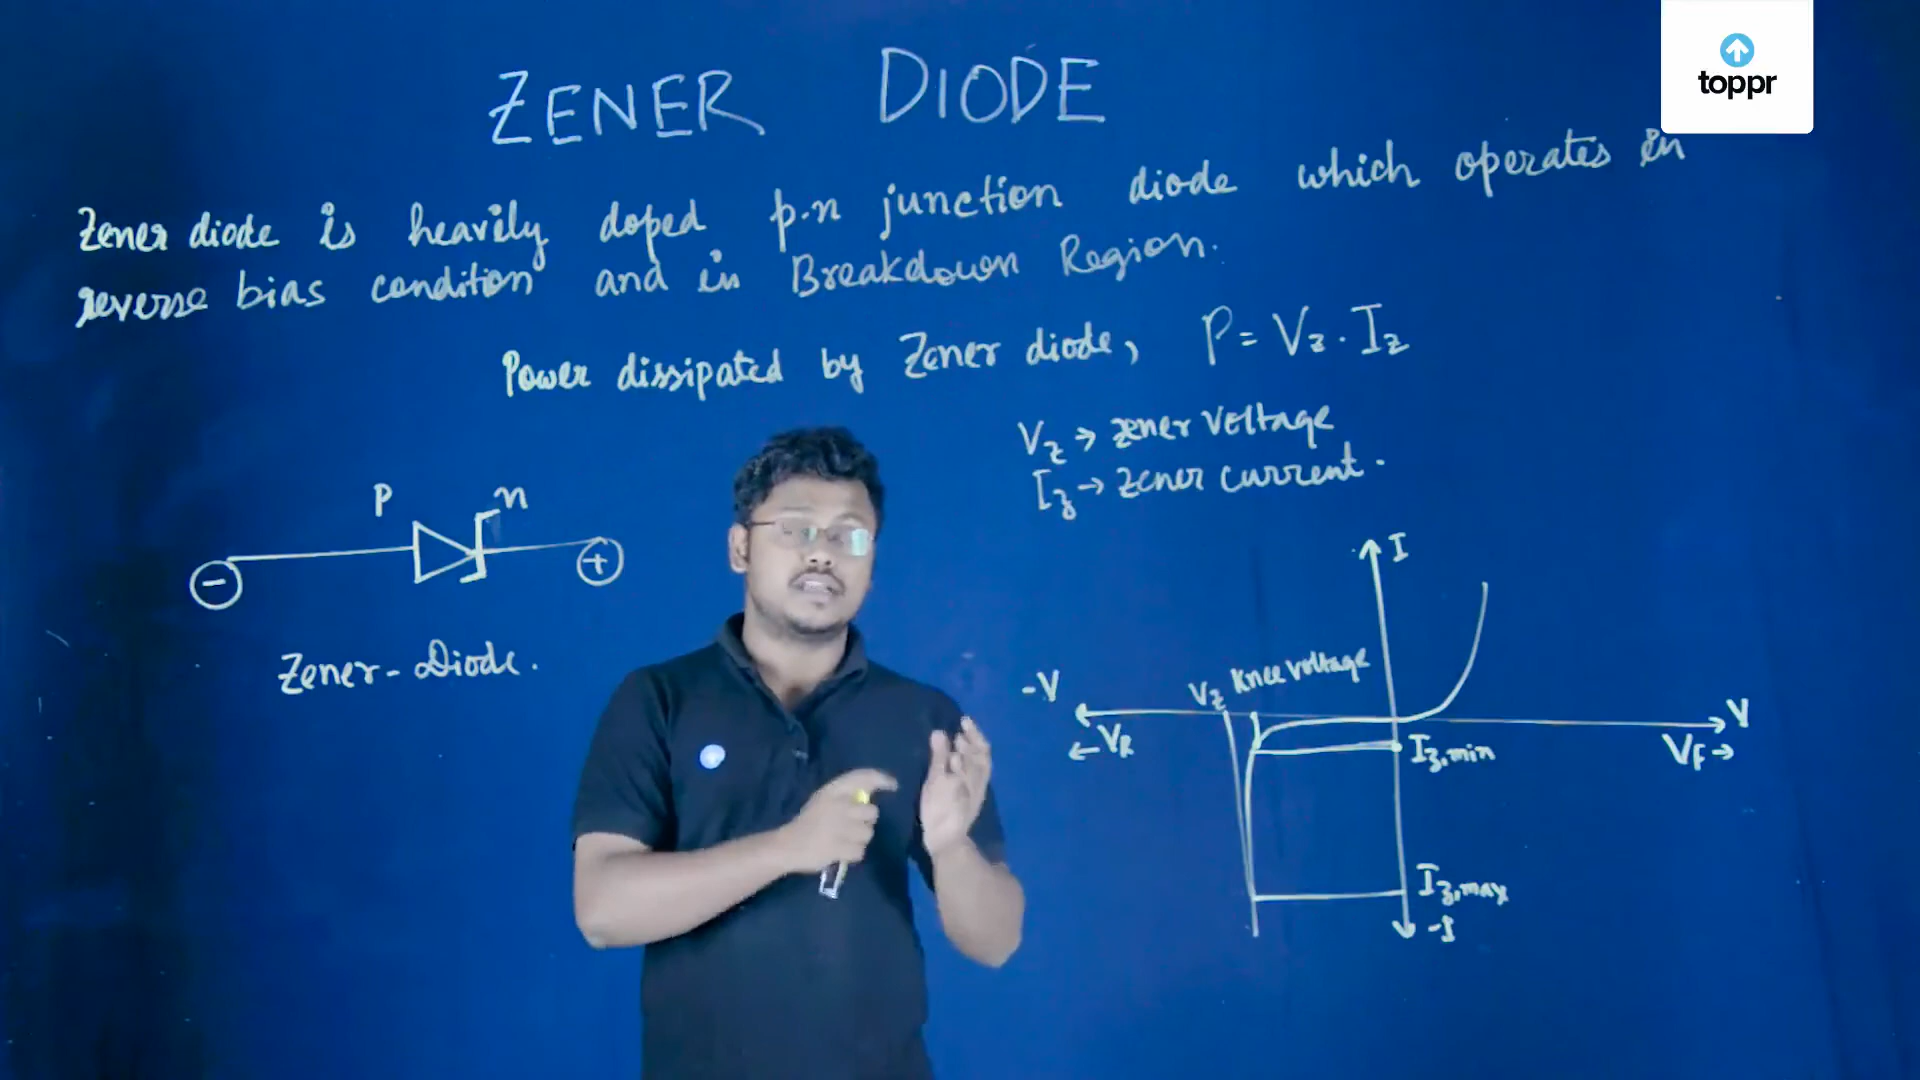 toppr
ZENER DIODE
Zener diode is heavily doped p.n junction diode which operates in
reverse bias condition and in Breakdown Region.
Power dissipated by Zener diode, P = Vz . Iz
Vz → zener voltage
Iz → zener current.
P n
- +
Zener-Diode.
I
-V Vz Knee voltage V
← VR Iz,min VF →
Iz,max
-I